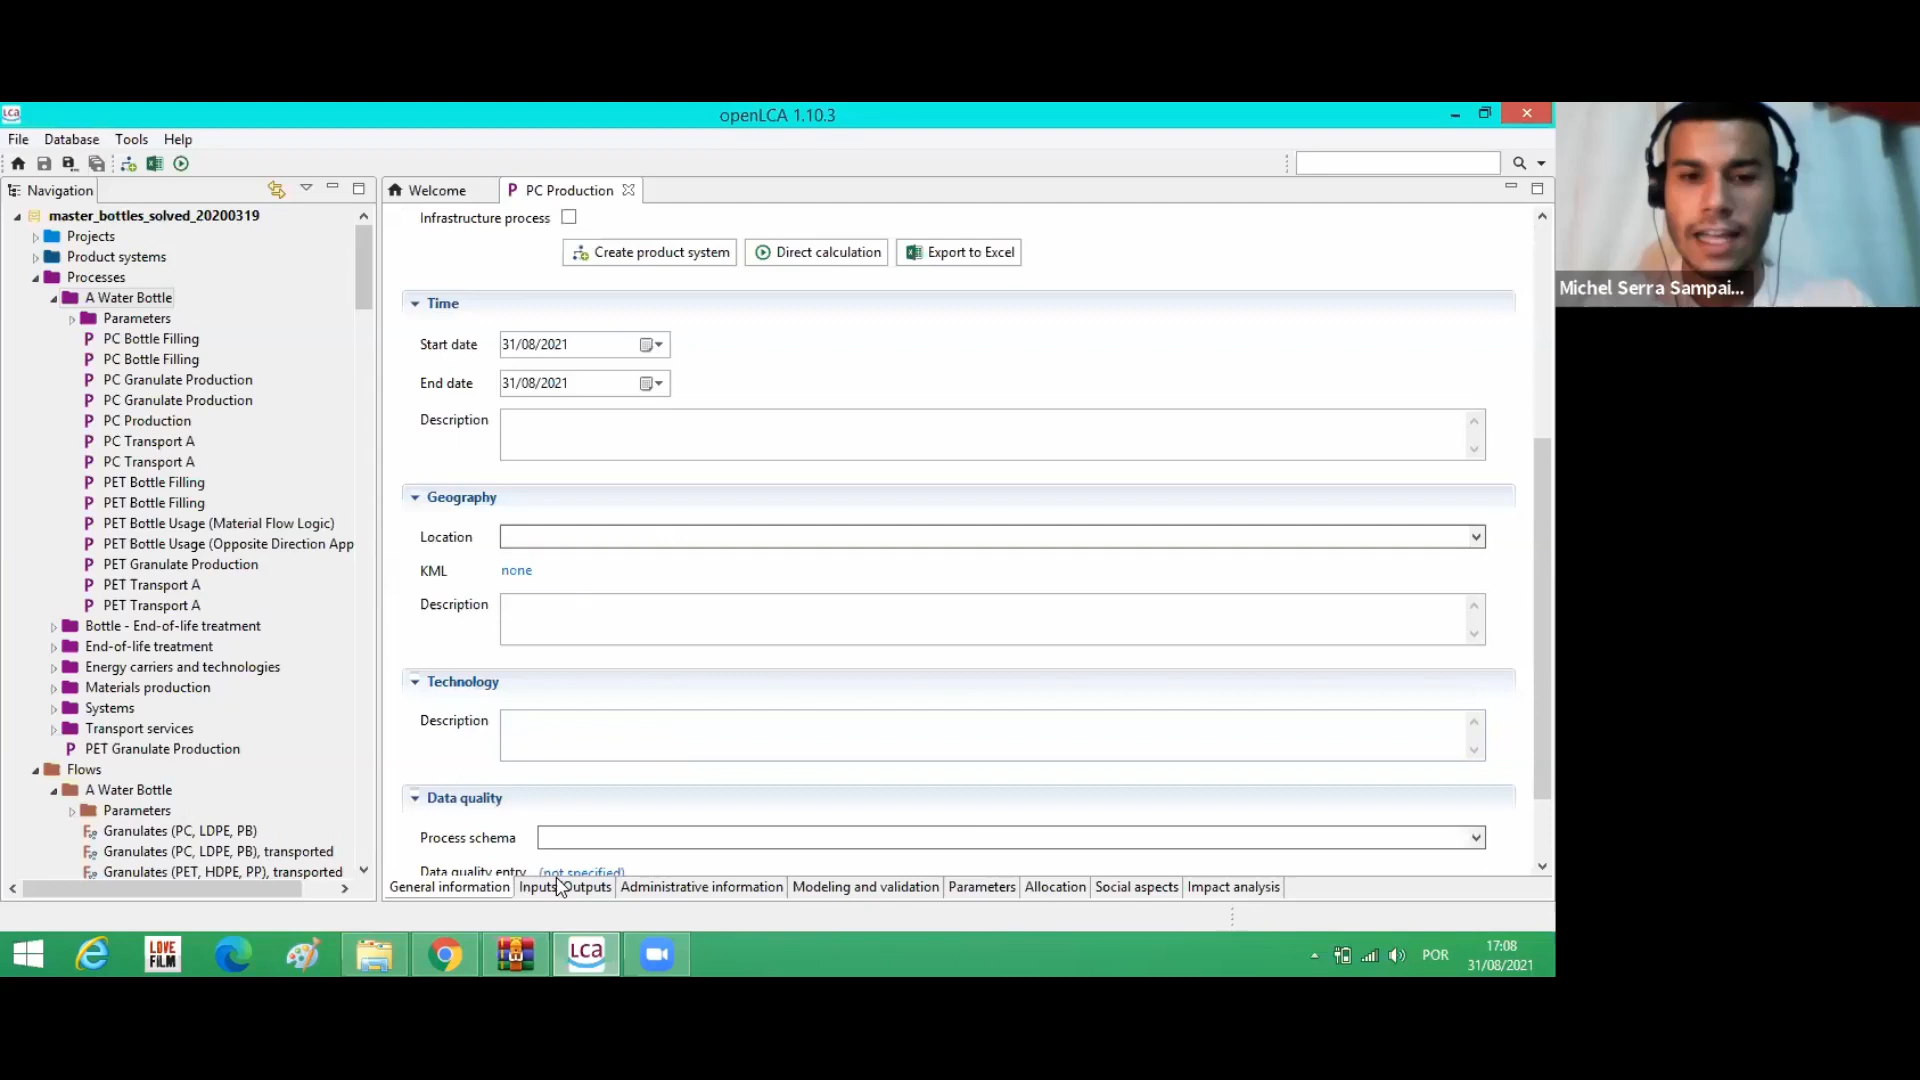 openLCA 1.10.3
File Database Tools Help
Navigation
Welcome
PC Production
master_bottles_solved_20200319
Projects
Product systems
Processes
A Water Bottle
Parameters
PC Bottle Filling
PC Bottle Filling
PC Granulate Production
PC Granulate Production
PC Production
PC Transport A
PC Transport A
PET Bottle Filling
PET Bottle Filling
PET Bottle Usage (Material Flow Logic)
PET Bottle Usage (Opposite Direction App
PET Granulate Production
PET Transport A
PET Transport A
Bottle - End-of-life treatment
End-of-life treatment
Energy carriers and technologies
Materials production
Systems
Transport services
PET Granulate Production
Flows
A Water Bottle
Parameters
Granulates (PC, LDPE, PB)
Granulates (PC, LDPE, PB), transported
Granulates (PET, HDPE, PP), transported
Infrastructure process
Create product system
Direct calculation
Export to Excel
Time
Start date 31/08/2021
End date 31/08/2021
Description
Geography
Location
KML none
Description
Technology
Description
Data quality
Process schema
Data quality entry (not specified)
General information Inputs Outputs Administrative information Modeling and validation Parameters Allocation Social aspects Impact analysis
Michel Serra Sampai...
LOVE
FILM
LCA
POR
17:08
31/08/2021